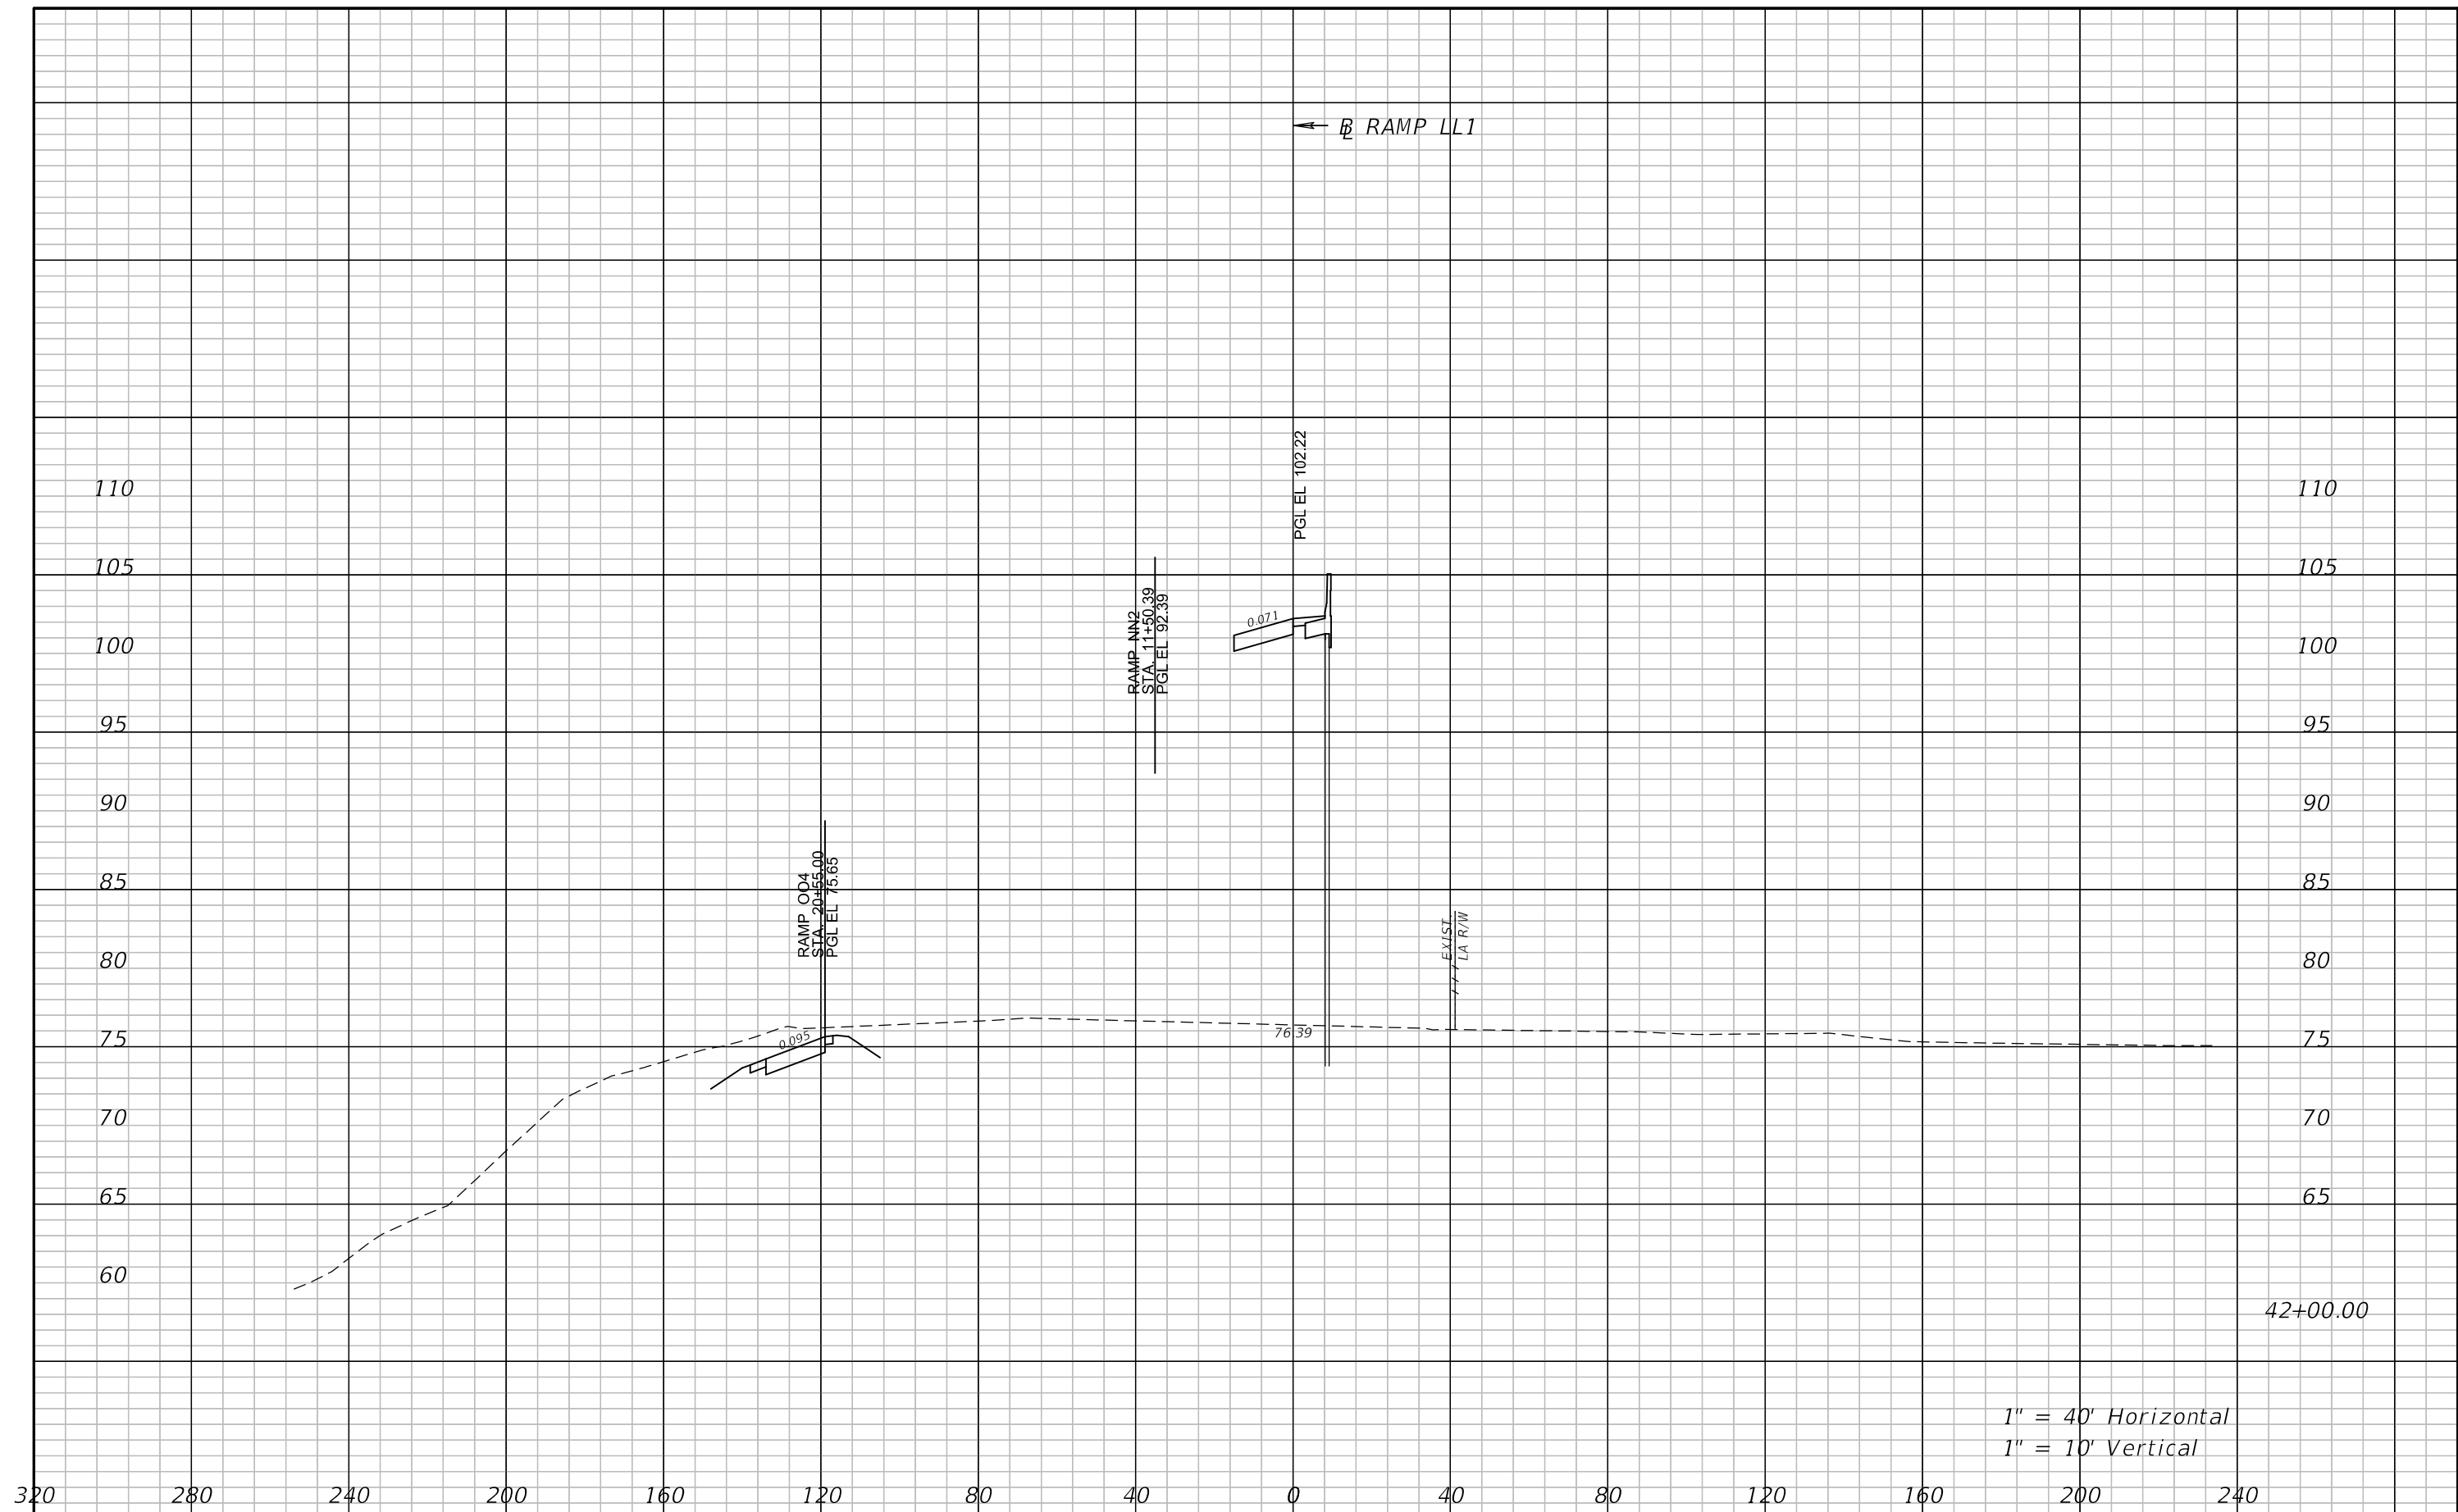 BL RAMP LL1
PGL EL 102.22
110 110
105 105
RAMP NN2
STA. 11+50.39
PGL EL 92.39
0.071
100 100
95 95
90 90
RAMP OO4
STA. 20+55.00
PGL EL 75.65
85 85
EXIST.
LA R/W
80 80
0.095
76.39
75 75
70 70
65 65
60
42+00.00
1" = 40' Horizontal
1" = 10' Vertical
320 280 240 200 160 120 80 40 0 40 80 120 160 200 240